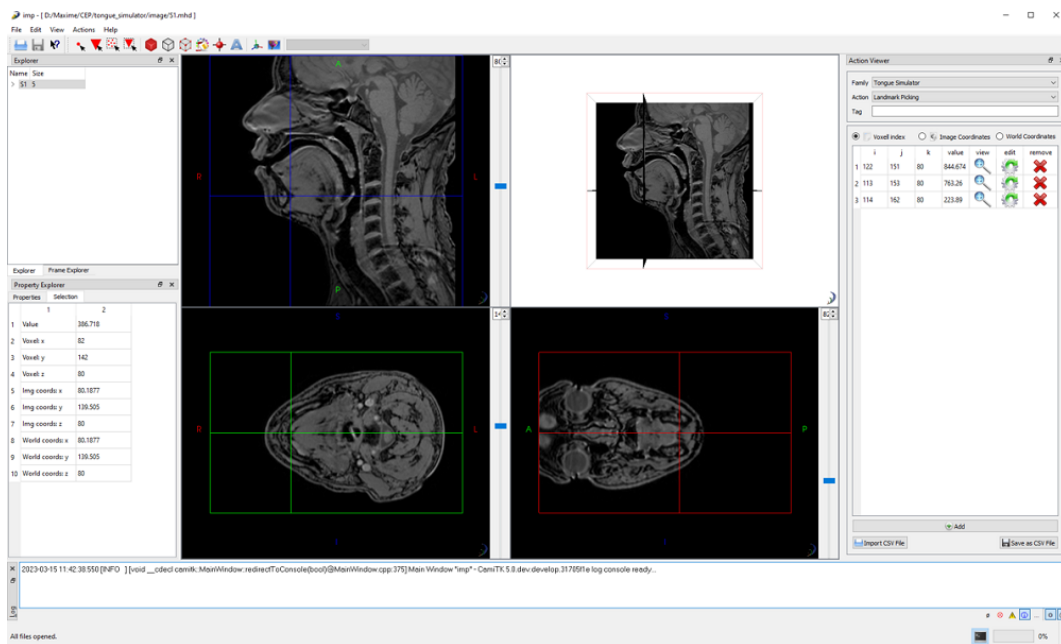 imp - [ D:/Maxime/CEP/tongue_simulator/image/S1.mhd ]
File Edit View Actions Help
Explorer
Name Size
S1 5
Explorer Frame Explorer
Property Explorer
Properties Selection
1 2
1 Value 386.718
2 Voxel: x 82
3 Voxel: y 142
4 Voxel: z 80
5 Img coords: x 80.1877
6 Img coords: y 139.505
7 Img coords: z 80
8 World coords: x 80.1877
9 World coords: y 139.505
10 World coords: z 80
A
R
L
P
80
S
R
L
I
14
S
A
P
I
82
Action Viewer
Family Tongue Simulator
Action Landmark Picking
Tag
Voxel index Image Coordinates World Coordinates
i j k value view edit remove
1 122 151 80 844.674
2 113 153 80 763.26
3 114 162 80 223.89
Add
Import CSV File Save as CSV File
2023-03-15 11:42:38.550 [INFO ] [void __cdecl camitk::MainWindow::redirectToConsole(bool)@MainWindow.cpp:375] Main Window "imp" - CamiTK 5.0.dev.develop.31785f1e log console ready...
Log
All files opened.
0%